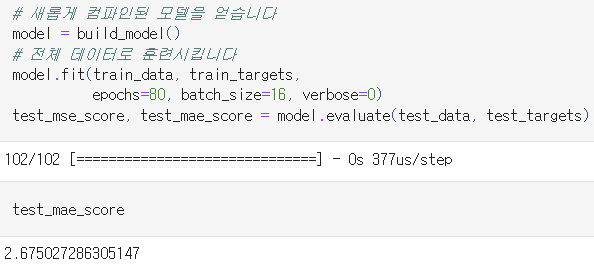 # 새롭게 컴파인된 모델을 얻습니다
model = build_model()
# 전체 데이터로 훈련시킵니다
model.fit(train_data, train_targets,
epochs=80, batch_size=16, verbose=0)
test_mse_score, test_mae_score = model.evaluate(test_data, test_targets)
102/102 [==============================] - 0s 377us/step
test_mae_score
2.675027286305147